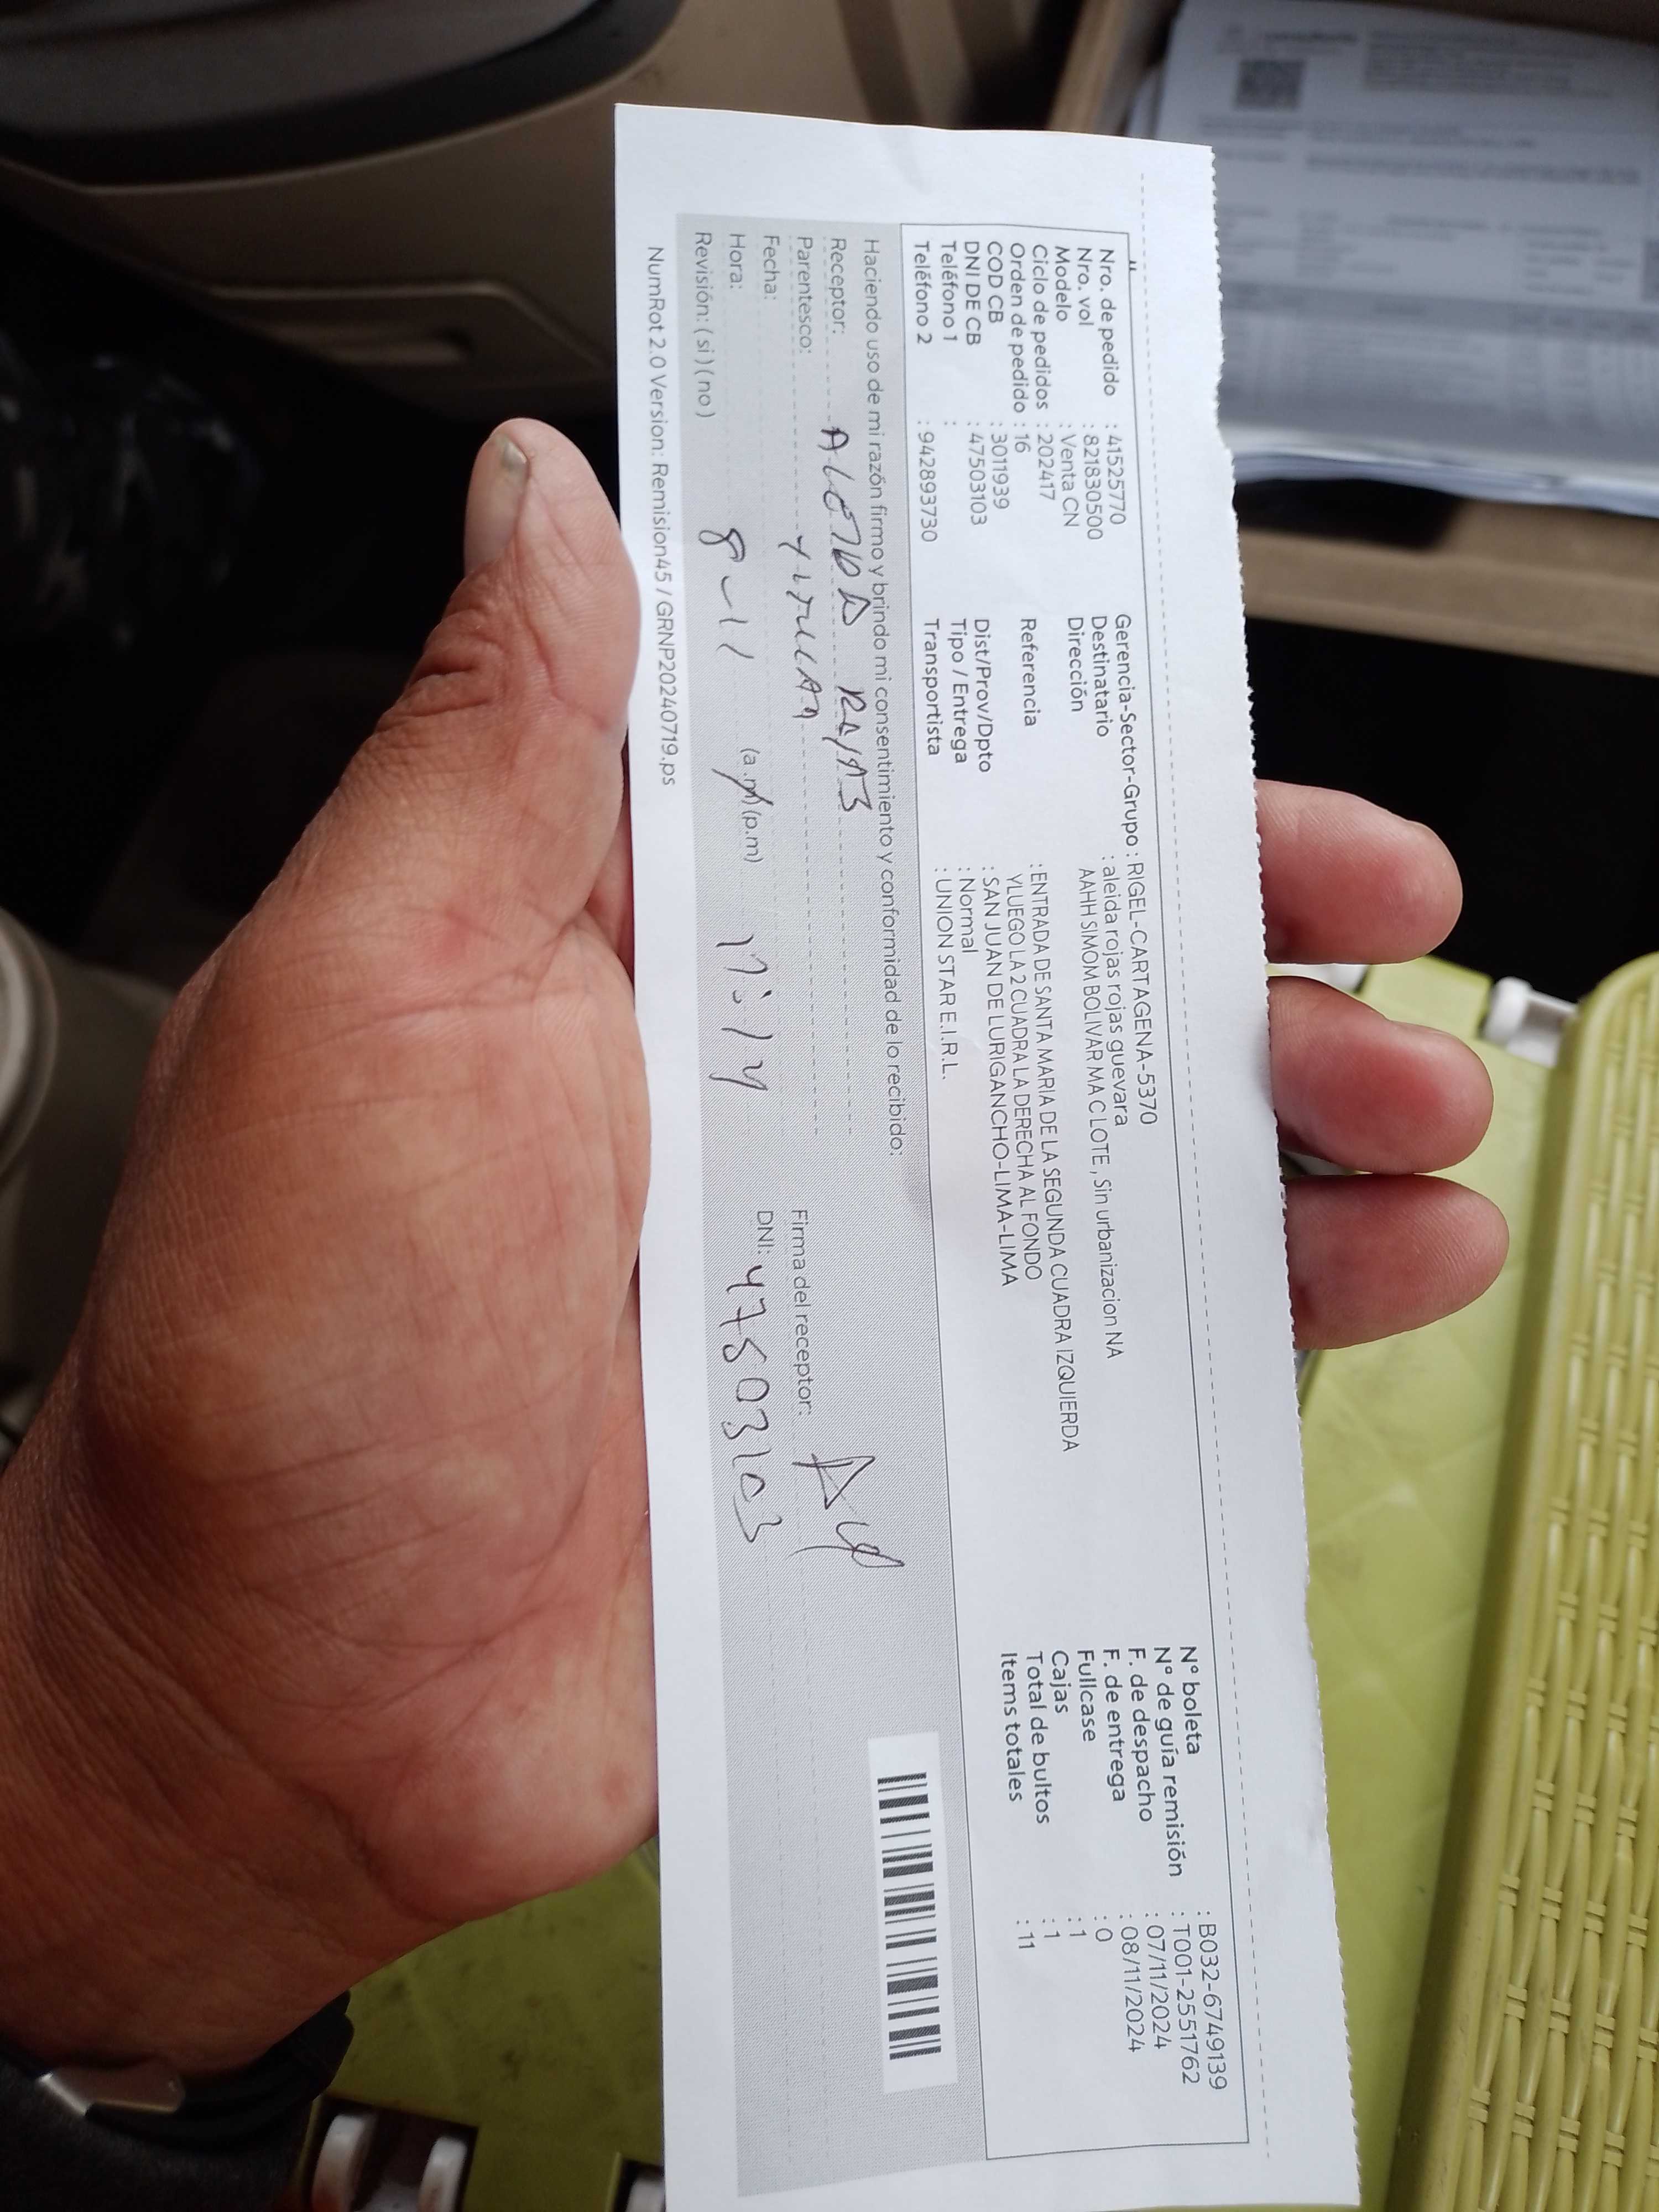 Nro. de pedido : 41525770
Nro. vol : 821830500
Modelo : Venta CN
Ciclo de pedidos : 202417
Orden de pedido : 16
COD CB : 3011939
DNI DE CB : 47503103
Teléfono 1 :
Teléfono 2 : 942893730
Gerencia-Sector-Grupo : RIGEL-CARTAGENA-5370
Destinatario : aleida rojas rojas guevara
Dirección AAHH SIMOM BOLIVAR MA C LOTE , Sin urbanizacion NA
Referencia : ENTRADA DE SANTA MARIA DE LA SEGUNDA CUADRA IZQUIERDA
YLUEGO LA 2 CUADRA LA DERECHA AL FONDO
Dist/Prov/Dpto : SAN JUAN DE LURIGANCHO-LIMA-LIMA
Tipo / Entrega : Normal
Transportista : UNION STAR E.I.R.L.
N° boleta : B032-6749139
N° de guía remisión : T001-2551762
F. de despacho : 07/11/2024
F. de entrega : 08/11/2024
Fullcase : 0
Cajas : 1
Total de bultos : 1
Items totales : 11
Haciendo uso de mi razón firmo y brindo mi consentimiento y conformidad de lo recibido:
Receptor:
Parentesco:
Fecha:
Hora: 8-11 (a.m) (p.m) 17:14
Firma del receptor:
DNI: 47503103
Revisión: ( si ) ( no )
NumRot 2.0 Version: Remision45 / GRNP20240719.ps